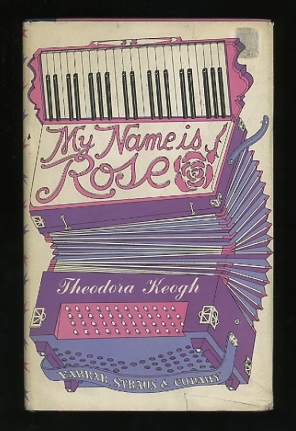 My Name is
Rose
Theodora Keogh
FARRAR STRAUS & CUDAHY